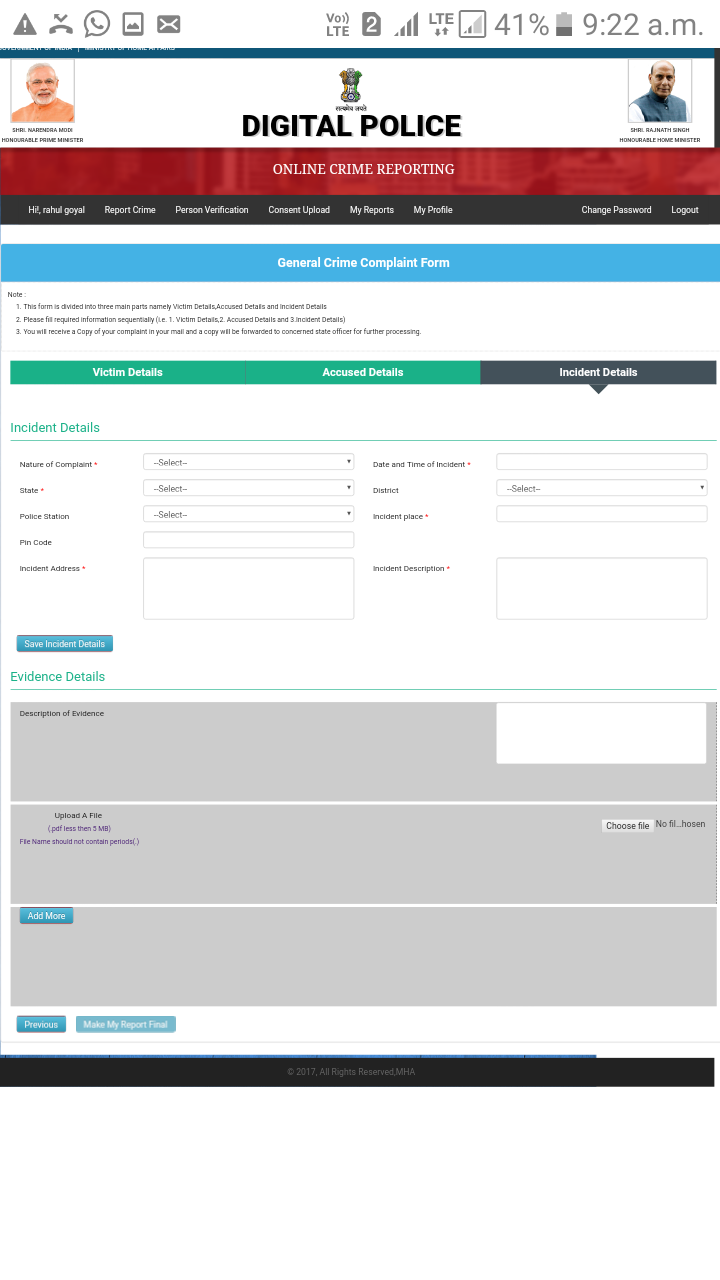 Vo)) LTE 2 LTE 41% 9:22 a.m.
GOVERNMENT OF INDIA | MINISTRY OF HOME AFFAIRS
सत्यमेव जयते
DIGITAL POLICE
SHRI. NARENDRA MODI
HONOURABLE PRIME MINISTER
SHRI. RAJNATH SINGH
HONOURABLE HOME MINISTER
ONLINE CRIME REPORTING
Hi!, rahul goyal Report Crime Person Verification Consent Upload My Reports My Profile Change Password Logout
General Crime Complaint Form
Note :
1. This form is divided into three main parts namely Victim Details,Accused Details and Incident Details
2. Please fill required information sequentially (i.e. 1. Victim Details,2. Accused Details and 3.Incident Details)
3. You will receive a Copy of your complaint in your mail and a copy will be forwarded to concerned state officer for further processing.
Victim Details Accused Details Incident Details
Incident Details
Nature of Complaint * --Select-- Date and Time of Incident *
State * --Select-- District --Select--
Police Station --Select-- Incident place *
Pin Code
Incident Address * Incident Description *
Save Incident Details
Evidence Details
Description of Evidence
Upload A File
(.pdf less then 5 MB)
File Name should not contain periods(.)
Choose file No fil...hosen
Add More
Previous Make My Report Final
© 2017, All Rights Reserved,MHA